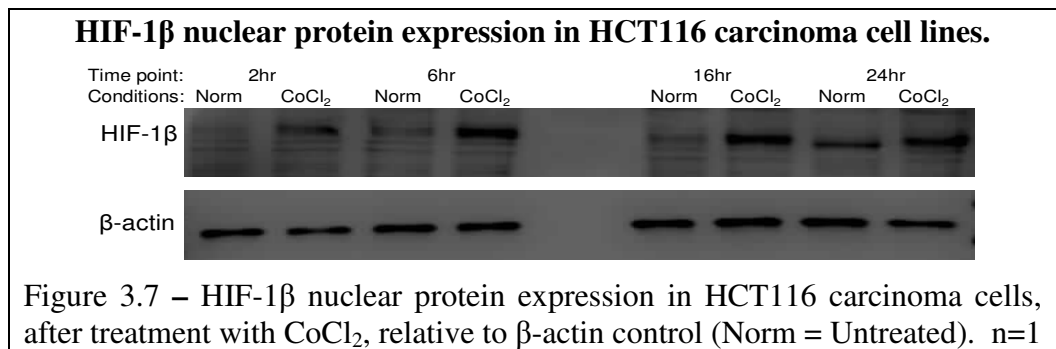 HIF-1β nuclear protein expression in HCT116 carcinoma cell lines.
Time point: 2hr 6hr 16hr 24hr
Conditions: Norm CoCl₂ Norm CoCl₂ Norm CoCl₂ Norm CoCl₂
HIF-1β
β-actin
Figure 3.7 – HIF-1β nuclear protein expression in HCT116 carcinoma cells,
after treatment with CoCl₂, relative to β-actin control (Norm = Untreated). n=1